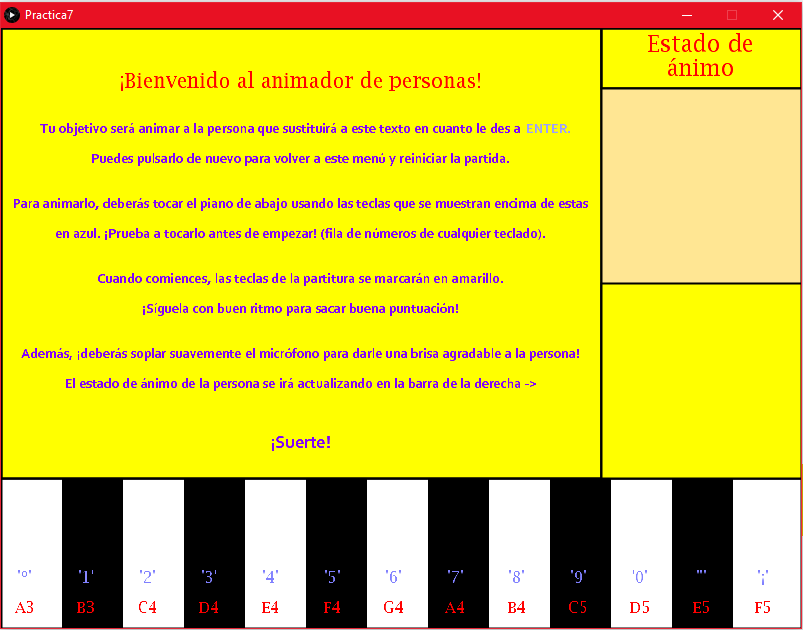 Practica7
¡Bienvenido al animador de personas!
Tu objetivo será animar a la persona que sustituirá a este texto en cuanto le des a ENTER.
Puedes pulsarlo de nuevo para volver a este menú y reiniciar la partida.
Para animarlo, deberás tocar el piano de abajo usando las teclas que se muestran encima de estas
en azul. ¡Prueba a tocarlo antes de empezar! (fila de números de cualquier teclado).
Cuando comiences, las teclas de la partitura se marcarán en amarillo.
¡Síguela con buen ritmo para sacar buena puntuación!
Además, ¡deberás soplar suavemente el micrófono para darle una brisa agradable a la persona!
El estado de ánimo de la persona se irá actualizando en la barra de la derecha ->
¡Suerte!
Estado de
ánimo
'º' '1' '2' '3' '4' '5' '6' '7' '8' '9' '0' ''' '¡'
A3 B3 C4 D4 E4 F4 G4 A4 B4 C5 D5 E5 F5